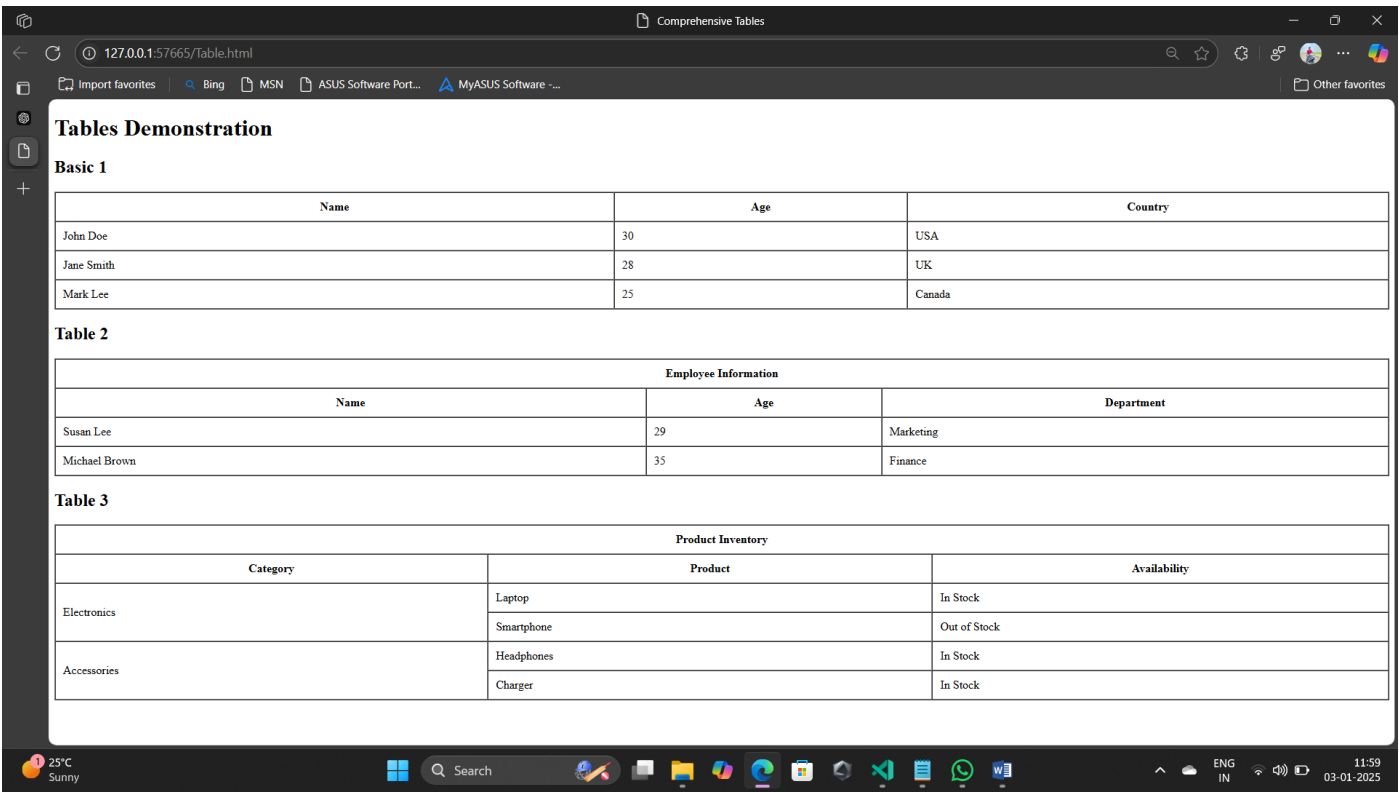 Comprehensive Tables
127.0.0.1:57665/Table.html
Import favorites Bing MSN ASUS Software Port... MyASUS Software -... Other favorites
Tables Demonstration
Basic 1
Name Age Country
John Doe 30 USA
Jane Smith 28 UK
Mark Lee 25 Canada
Table 2
Employee Information
Name Age Department
Susan Lee 29 Marketing
Michael Brown 35 Finance
Table 3
Product Inventory
Category Product Availability
Electronics Laptop In Stock
Smartphone Out of Stock
Accessories Headphones In Stock
Charger In Stock
1 25°C
Sunny
Search
ENG
IN
11:59
03-01-2025